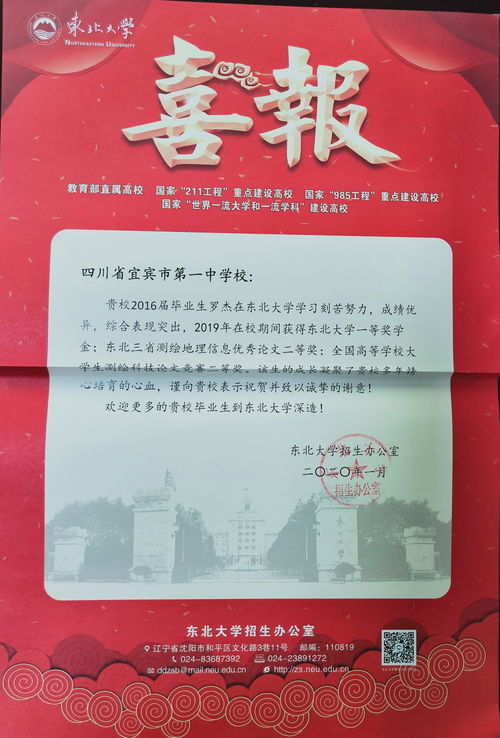 東北大学
NORTHEASTERN UNIVERSITY
喜報
教育部直属高校 国家“211工程”重点建设高校 国家“985工程”重点建设高校
国家“世界一流大学和一流学科”建设高校
四川省宜宾市第一中学校：
贵校2016届毕业生罗杰在东北大学学习刻苦努力，成绩优
异，综合表现突出，2019年在校期间获得东北大学一等奖学
金；东北三省测绘地理信息优秀论文二等奖；全国高等学校大
学生测绘科技论文竞赛二等奖。该生的成长凝聚了贵校多年精
心培育的心血，谨向贵校表示祝贺并致以诚挚的谢意！
欢迎更多的贵校毕业生到东北大学深造！
东北大学招生办公室
二〇二〇年一月
招生办公室
东北大学招生办公室
辽宁省沈阳市和平区文化路3巷11号 邮编：110819
024-83687392 024-23891272
ddzsb@mail.neu.edu.cn http://zs.neu.edu.cn